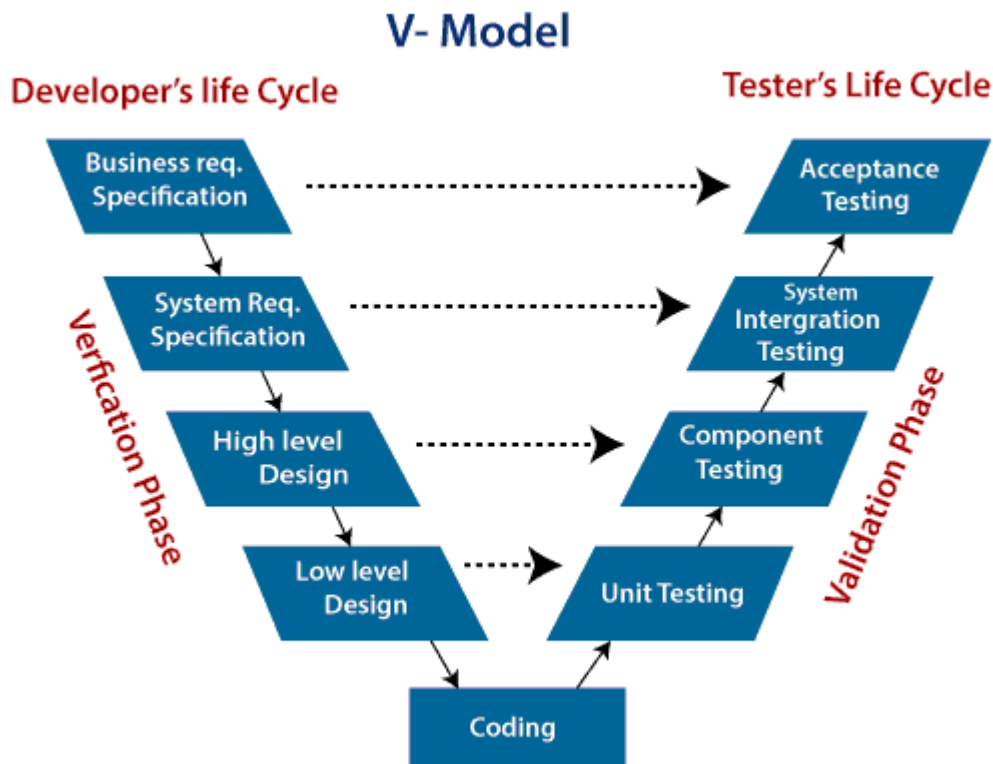 V- Model
Developer's life Cycle
Tester's Life Cycle
Business req.
Specification
Acceptance
Testing
System Req.
Specification
System
Intergration
Testing
Verfication Phase
High level
Design
Component
Testing
Validation Phase
Low level
Design
Unit Testing
Coding